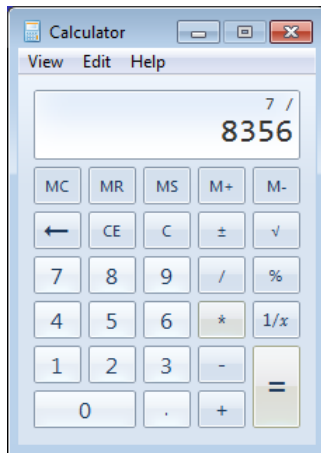 Calculator
View Edit Help
7 /
8356
MC MR MS M+ M-
← CE C ± √
7 8 9 / %
4 5 6 * 1/x
1 2 3 -
=
0 . +